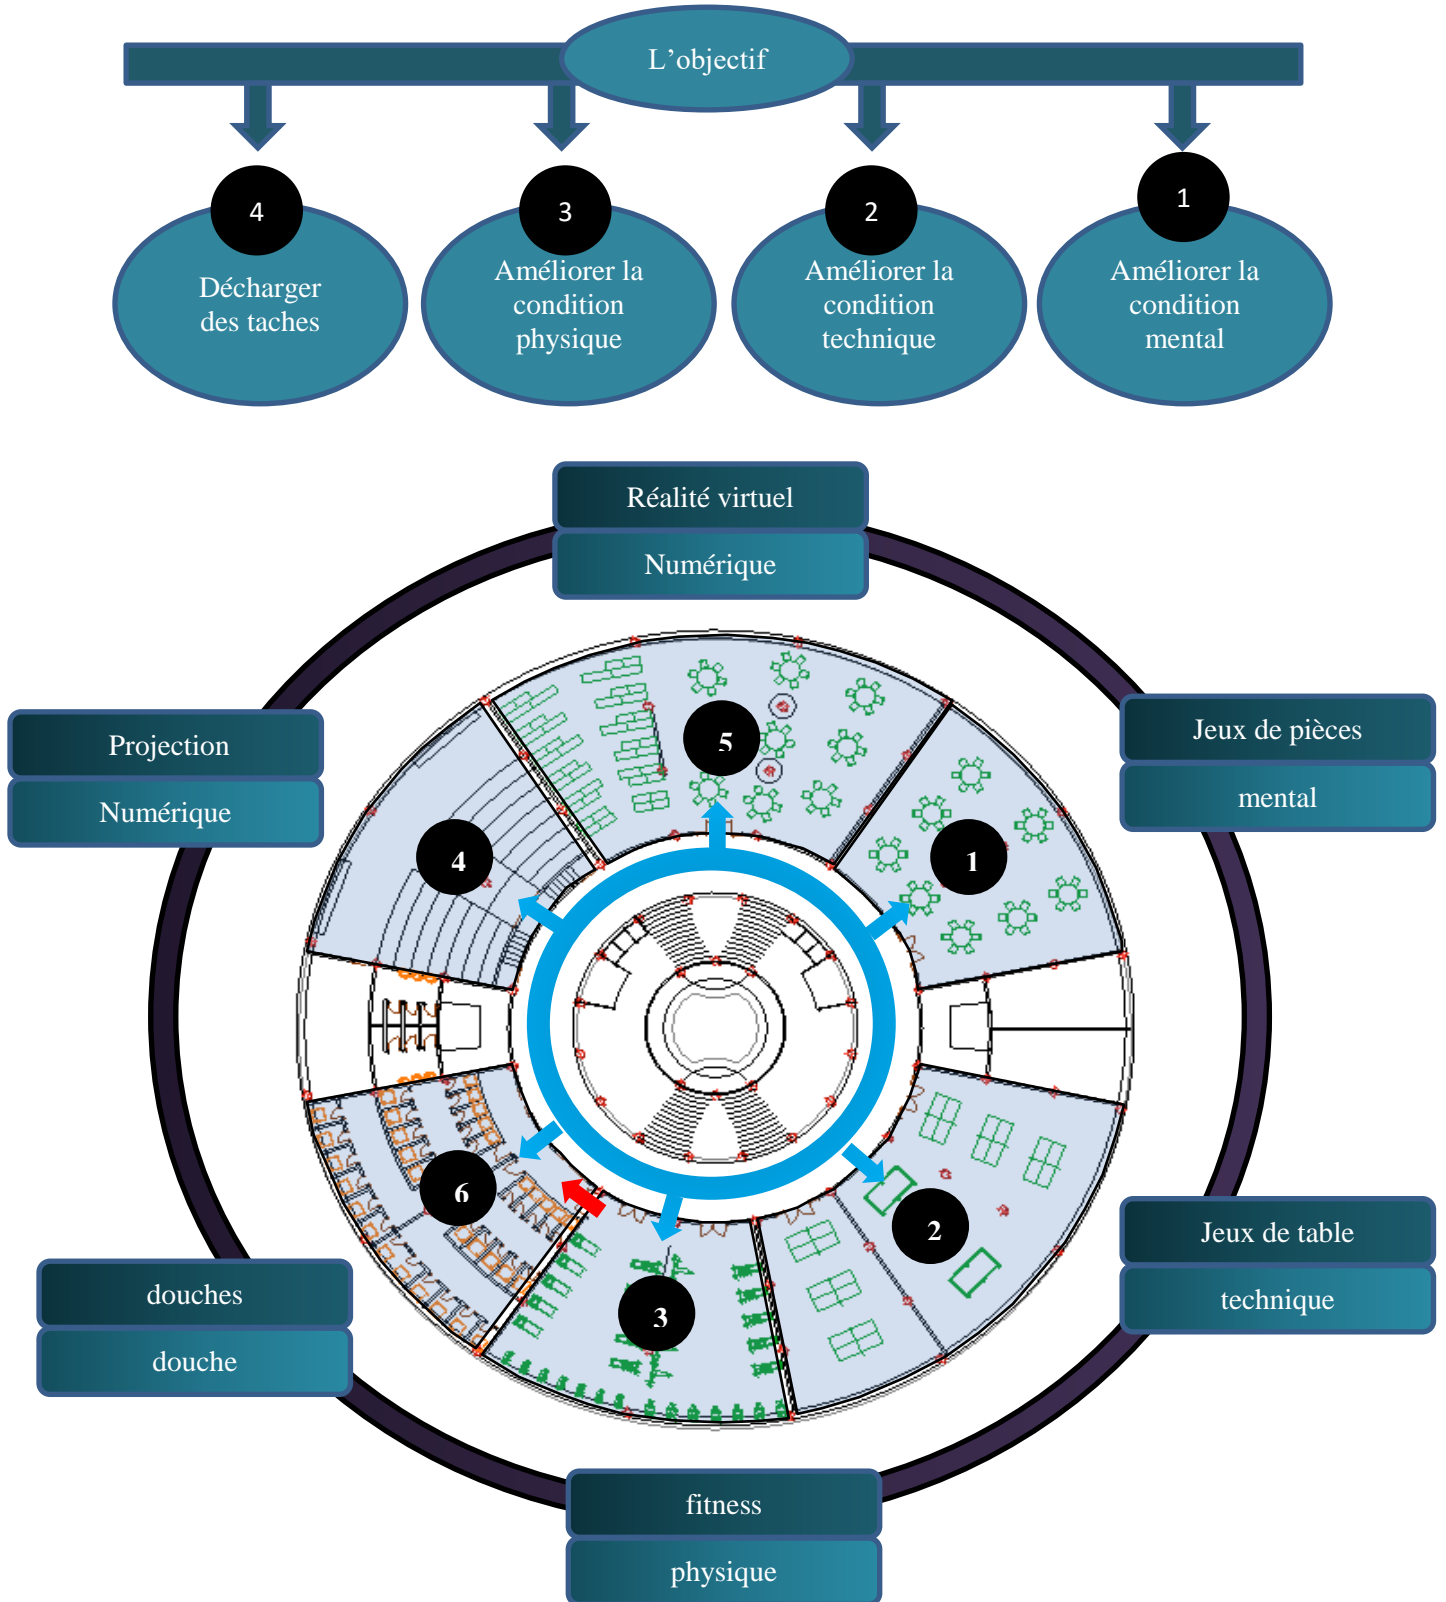 L'objectif
4
3
2
1
Décharger
des taches
Améliorer la
condition
physique
Améliorer la
condition
technique
Améliorer la
condition
mental
Réalité virtuel
Numérique
Projection
Numérique
Jeux de pièces
mental
5
4
1
6
2
3
douches
douche
Jeux de table
technique
fitness
physique